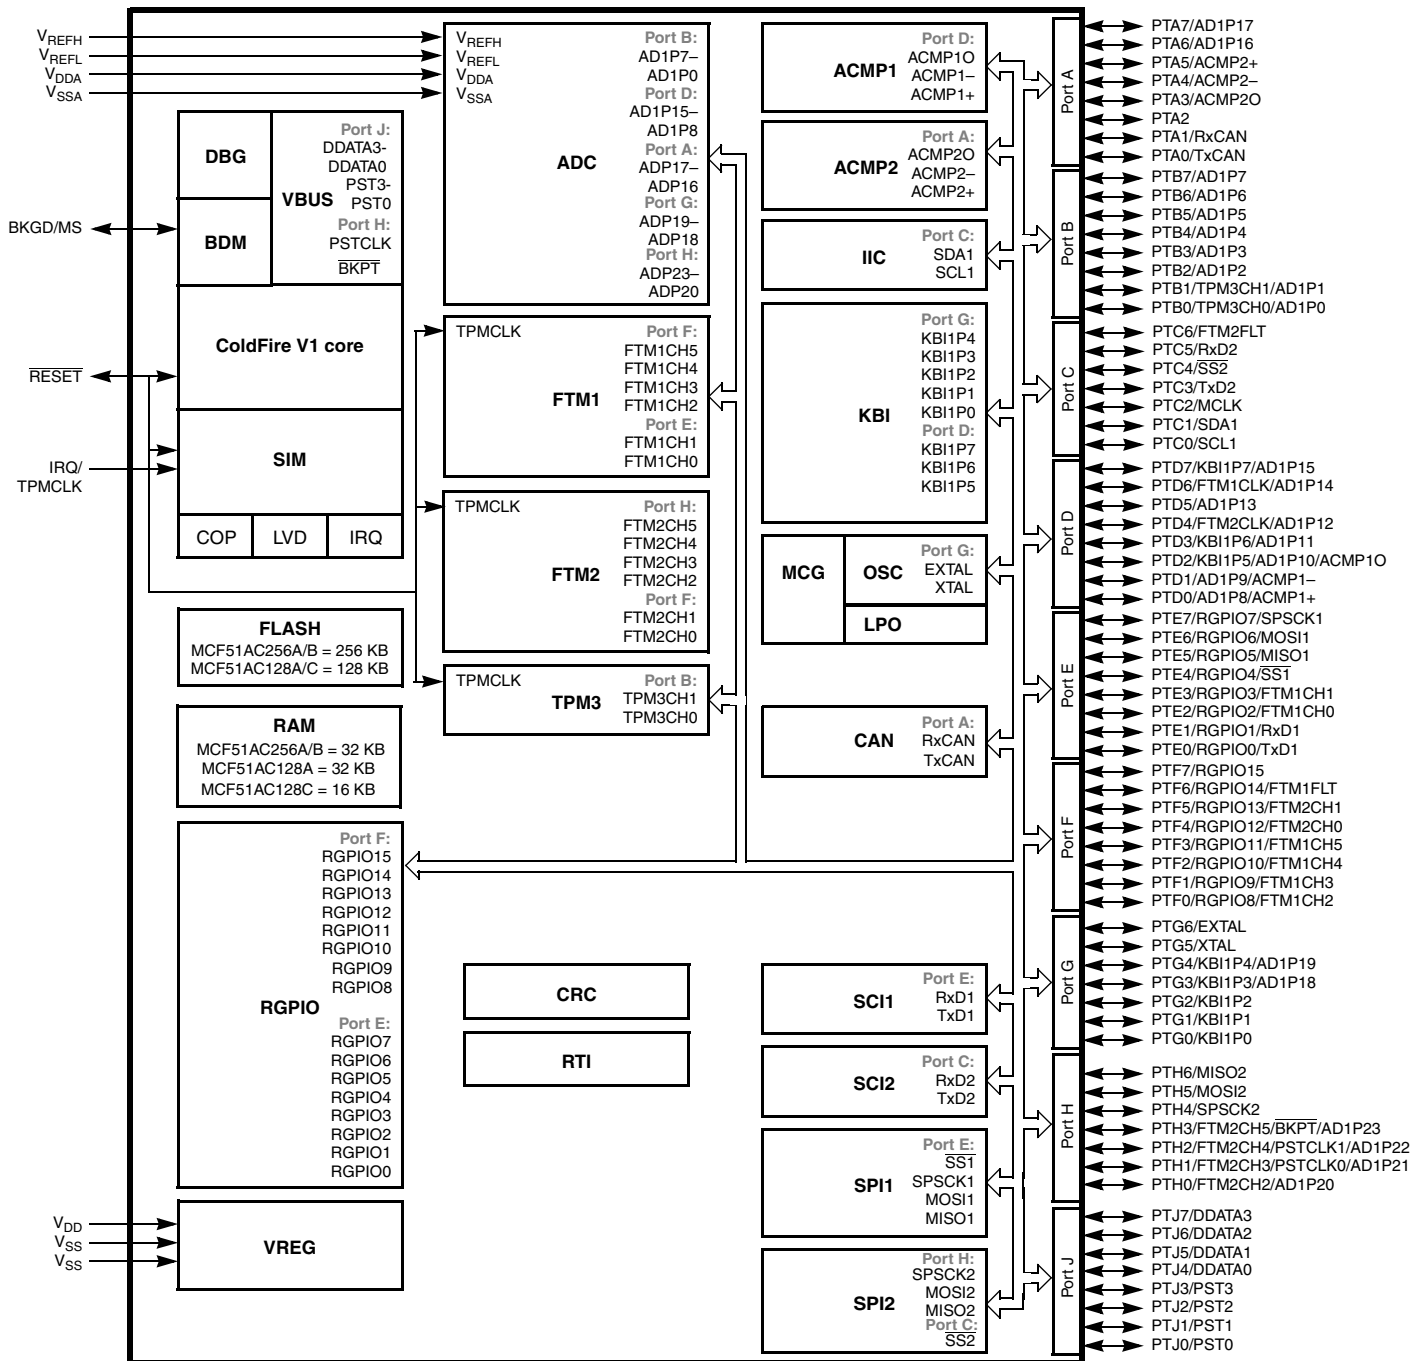 VREFH
VREFL
VDDA
VSSA
BKGD/MS
RESET
IRQ/
TPMCLK
VDD
VSS
VSS
DBG
BDM
VBUS
Port J:
DDATA3-
DDATA0
PST3-
PST0
Port H:
PSTCLK
BKPT
ColdFire V1 core
SIM
COP
LVD
IRQ
FLASH
MCF51AC256A/B = 256 KB
MCF51AC128A/C = 128 KB
RAM
MCF51AC256A/B = 32 KB
MCF51AC128A = 32 KB
MCF51AC128C = 16 KB
RGPIO
Port F:
RGPIO15
RGPIO14
RGPIO13
RGPIO12
RGPIO11
RGPIO10
RGPIO9
RGPIO8
Port E:
RGPIO7
RGPIO6
RGPIO5
RGPIO4
RGPIO3
RGPIO2
RGPIO1
RGPIO0
VREG
VREFH
VREFL
VDDA
VSSA
ADC
Port B:
AD1P7–
AD1P0
Port D:
AD1P15–
AD1P8
Port A:
ADP17–
ADP16
Port G:
ADP19–
ADP18
Port H:
ADP23–
ADP20
TPMCLK
FTM1
Port F:
FTM1CH5
FTM1CH4
FTM1CH3
FTM1CH2
Port E:
FTM1CH1
FTM1CH0
TPMCLK
FTM2
Port H:
FTM2CH5
FTM2CH4
FTM2CH3
FTM2CH2
Port F:
FTM2CH1
FTM2CH0
TPMCLK
TPM3
Port B:
TPM3CH1
TPM3CH0
CRC
RTI
ACMP1
Port D:
ACMP1O
ACMP1–
ACMP1+
ACMP2
Port A:
ACMP2O
ACMP2–
ACMP2+
IIC
Port C:
SDA1
SCL1
KBI
Port G:
KBI1P4
KBI1P3
KBI1P2
KBI1P1
KBI1P0
Port D:
KBI1P7
KBI1P6
KBI1P5
MCG
OSC
Port G:
EXTAL
XTAL
LPO
CAN
Port A:
RxCAN
TxCAN
SCI1
Port E:
RxD1
TxD1
SCI2
Port C:
RxD2
TxD2
SPI1
Port E:
SS1
SPSCK1
MOSI1
MISO1
SPI2
Port H:
SPSCK2
MOSI2
MISO2
Port C:
SS2
Port A
PTA7/AD1P17
PTA6/AD1P16
PTA5/ACMP2+
PTA4/ACMP2–
PTA3/ACMP2O
PTA2
PTA1/RxCAN
PTA0/TxCAN
Port B
PTB7/AD1P7
PTB6/AD1P6
PTB5/AD1P5
PTB4/AD1P4
PTB3/AD1P3
PTB2/AD1P2
PTB1/TPM3CH1/AD1P1
PTB0/TPM3CH0/AD1P0
Port C
PTC6/FTM2FLT
PTC5/RxD2
PTC4/SS2
PTC3/TxD2
PTC2/MCLK
PTC1/SDA1
PTC0/SCL1
Port D
PTD7/KBI1P7/AD1P15
PTD6/FTM1CLK/AD1P14
PTD5/AD1P13
PTD4/FTM2CLK/AD1P12
PTD3/KBI1P6/AD1P11
PTD2/KBI1P5/AD1P10/ACMP1O
PTD1/AD1P9/ACMP1–
PTD0/AD1P8/ACMP1+
Port E
PTE7/RGPIO7/SPSCK1
PTE6/RGPIO6/MOSI1
PTE5/RGPIO5/MISO1
PTE4/RGPIO4/SS1
PTE3/RGPIO3/FTM1CH1
PTE2/RGPIO2/FTM1CH0
PTE1/RGPIO1/RxD1
PTE0/RGPIO0/TxD1
Port F
PTF7/RGPIO15
PTF6/RGPIO14/FTM1FLT
PTF5/RGPIO13/FTM2CH1
PTF4/RGPIO12/FTM2CH0
PTF3/RGPIO11/FTM1CH5
PTF2/RGPIO10/FTM1CH4
PTF1/RGPIO9/FTM1CH3
PTF0/RGPIO8/FTM1CH2
Port G
PTG6/EXTAL
PTG5/XTAL
PTG4/KBI1P4/AD1P19
PTG3/KBI1P3/AD1P18
PTG2/KBI1P2
PTG1/KBI1P1
PTG0/KBI1P0
Port H
PTH6/MISO2
PTH5/MOSI2
PTH4/SPSCK2
PTH3/FTM2CH5/BKPT/AD1P23
PTH2/FTM2CH4/PSTCLK1/AD1P22
PTH1/FTM2CH3/PSTCLK0/AD1P21
PTH0/FTM2CH2/AD1P20
Port J
PTJ7/DDATA3
PTJ6/DDATA2
PTJ5/DDATA1
PTJ4/DDATA0
PTJ3/PST3
PTJ2/PST2
PTJ1/PST1
PTJ0/PST0